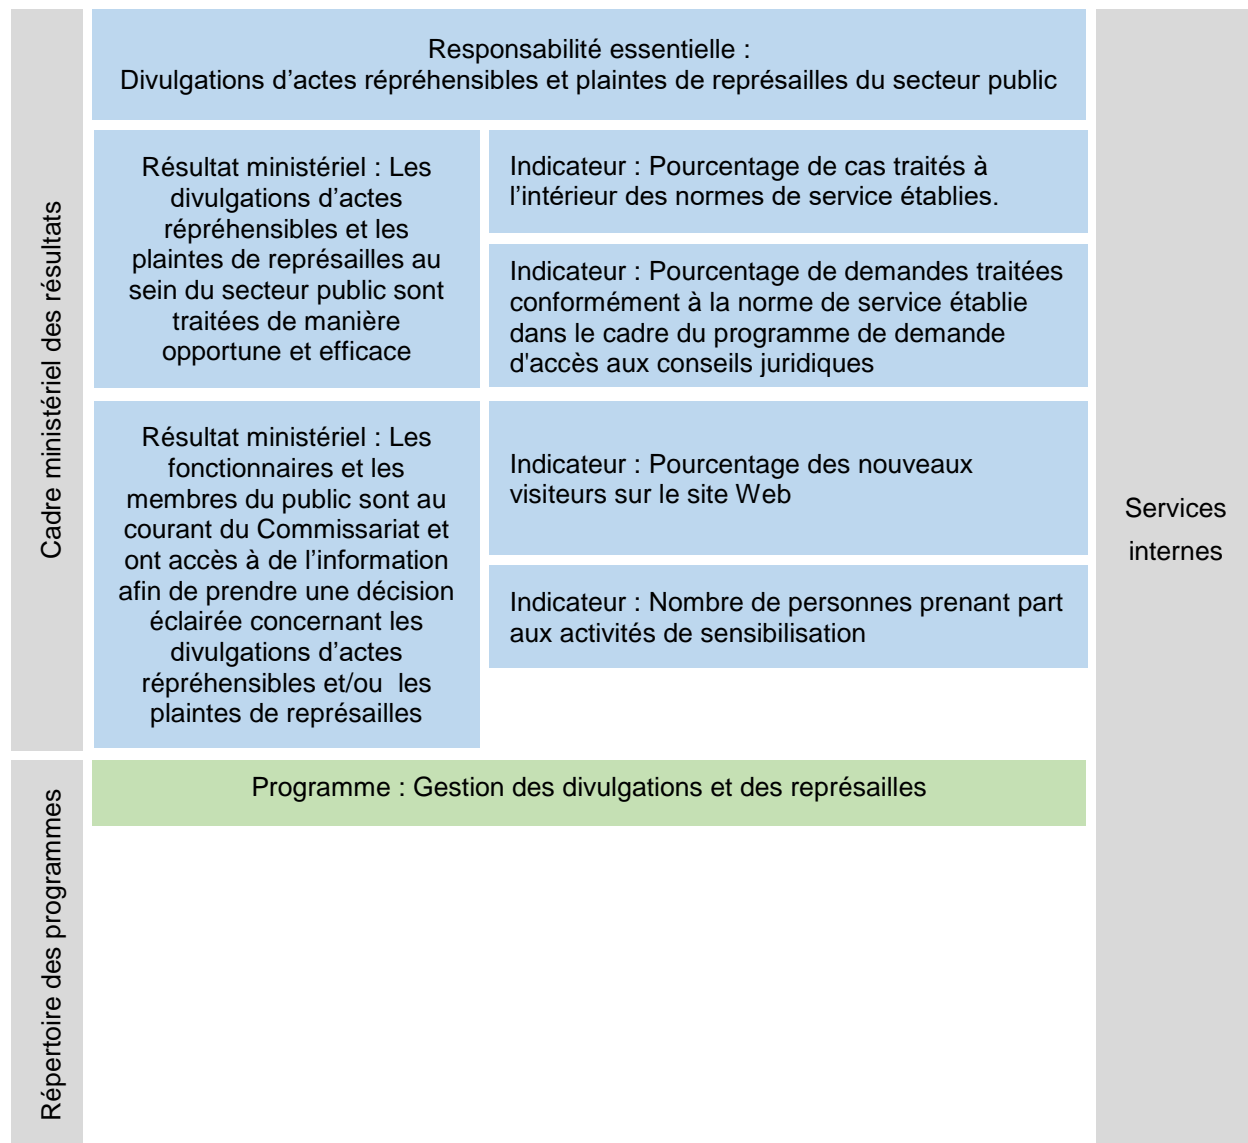 Cadre ministériel des résultats
Responsabilité essentielle :
Divulgations d’actes répréhensibles et plaintes de représailles du secteur public
Résultat ministériel : Les
divulgations d’actes
répréhensibles et les
plaintes de représailles au
sein du secteur public sont
traitées de manière
opportune et efficace
Indicateur : Pourcentage de cas traités à
l’intérieur des normes de service établies.
Indicateur : Pourcentage de demandes traitées
conformément à la norme de service établie
dans le cadre du programme de demande
d'accès aux conseils juridiques
Résultat ministériel : Les
fonctionnaires et les
membres du public sont au
courant du Commissariat et
ont accès à de l’information
afin de prendre une décision
éclairée concernant les
divulgations d’actes
répréhensibles et/ou  les
plaintes de représailles
Indicateur : Pourcentage des nouveaux
visiteurs sur le site Web
Indicateur : Nombre de personnes prenant part
aux activités de sensibilisation
Services
internes
Répertoire des programmes
Programme : Gestion des divulgations et des représailles